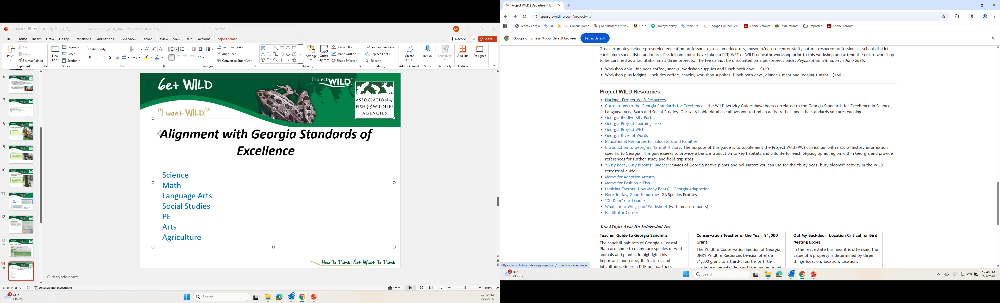 AutoSave Off Updated Project_WILD_Intro - KMZ • Saved to O: Drive Search MK
File Home Insert Draw Design Transitions Animations Slide Show Record Review View Help Acrobat Shape Format Record Share
Paste Cut Copy Format Painter Clipboard
New Slide Layout Reset Section Slides
Calibri (Body) 28 Font
Paragraph Text Direction Align Text Convert to SmartArt
Arrange Quick Styles Shape Fill Shape Outline Shape Effects Drawing
Find and Replace Replace Fonts Select Editing
Create a PDF Adobe Acrobat
Dictate Voice
Sensitivity Sensitivity
Add-ins Add-ins
Designer
6
7
8
9
10
11
12
13
14
Get WILD
Project WILD®
ASSOCIATION of
FISH & WILDLIFE
AGENCIES
"I want WILD!"
Alignment with Georgia Standards of
Excellence
Science
Math
Language Arts
Social Studies
PE
Arts
Agriculture
How To Think, Not What To Think
Click to add notes
Slide 14 of 19 Accessibility: Investigate Notes 105%
3 38°F
Cloudy
Search
12:40 PM
2/5/2026
Project WILD | Department Of
georgiawildlife.com/projectwild
Team Georgia DK SAP Concur Home | Department Of Na... GoTo SurveyMonkey main DK Georgia GADNR Ser... Adobe Acrobat DNR intranet Imported Adobe Acrobat
Google Chrome isn't your default browser Set as default
Great examples include preservice education professors, extension educators, museum/nature center staff, natural resource professionals, school district
curriculum specialists, and more. Participants must have taken a PLT, WET or WILD educator workshop prior to this workshop and attend the entire workshop
to be certified as a facilitator in all three projects. The fee cannot be discounted on a per-project basis. Registration will open in June 2026.
• Workshop only - includes coffee, snacks, workshop supplies and lunch both days. - $110
• Workshop plus lodging - includes coffee, snacks, workshop supplies, lunch both days, dinner 1 night and lodging 1 night - $160
Project WILD Resources
• National Project WILD Resources
• Correlations to the Georgia Standards for Excellence - the WILD Activity Guides have been correlated to the Georgia Standards for Excellence in Science,
Language Arts, Math and Social Studies. Our searchable database allows you to find an activity that meet the standards you are teaching
• Georgia Biodiversity Portal
• Georgia Project Learning Tree
• Georgia Project WET
• Georgia River of Words
• Educational Resources for Educators and Families
• Introduction to Georgia's Natural History: The purpose of this guide is to supplement the Project Wild (PW) curriculum with natural history information
specific to Georgia. This guide seeks to provide a basic introduction to key habitats and wildlife for each physiographic region within Georgia and provide
references for further study and field trip sites.
• “Busy Bees, Busy Blooms” Badges: images of Georgia native plants and pollinators you can use for the “busy bees, busy blooms” activity in the WILD
terrestrial guide.
• Meme for Adaption Artistry
• Meme for Fashion a Fish
• Limiting Factors: How Many Bears? - Georgia Adaptation
• Here To Day, Gone Tomorrow- GA Species Profiles
• "Oh Deer" Card Game
• What's Your Wingspan? Worksheet (with measurements)
• Facilitator Corner
You Might Also Be Interested In:
Teacher Guide to Georgia Sandhills
The sandhill habitats of Georgia's Coastal
Plain are home to many rare species of wild
animals and plants. To highlight this
important landscape, its features and
inhabitants, Georgia DNR and partners
Conservation Teacher of the Year: $1,000
Grant
The Wildlife Conservation Section of Georgia
DNR's Wildlife Resources Division offers a
$1,000 grant to a third-, fourth- or fifth-
grade teacher who demonstrates exceptional
Out My Backdoor: Location Critical for Bird
Nesting Boxes
In the real estate business it is often said the
value of a property is determined by three
things location, location, location.
https://www.fishwildlife.org/projectwild/project-wild-resources
3 38°F
Cloudy
Search
12:40 PM
2/5/2026